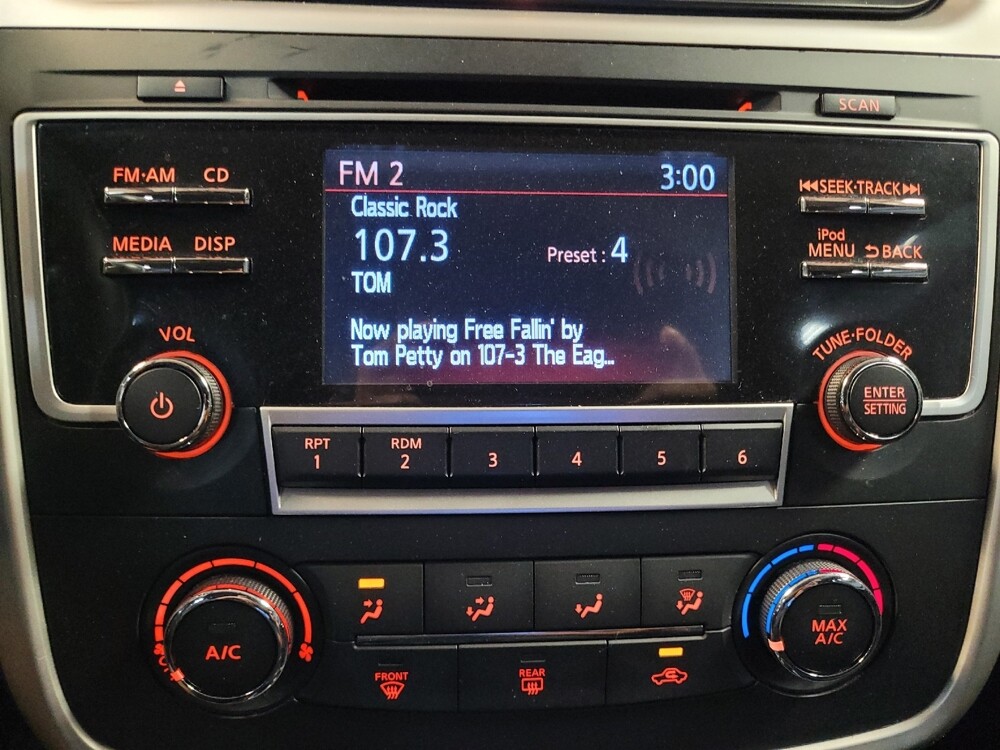 SCAN
FM·AM CD
MEDIA DISP
VOL
FM 2 3:00
Classic Rock
107.3 Preset : 4
TOM
Now playing Free Fallin' by
Tom Petty on 107-3 The Eag...
SEEK·TRACK
iPod
MENU BACK
TUNE·FOLDER
ENTER
SETTING
RPT RDM
1 2 3 4 5 6
A/C
FRONT
REAR
MAX
A/C